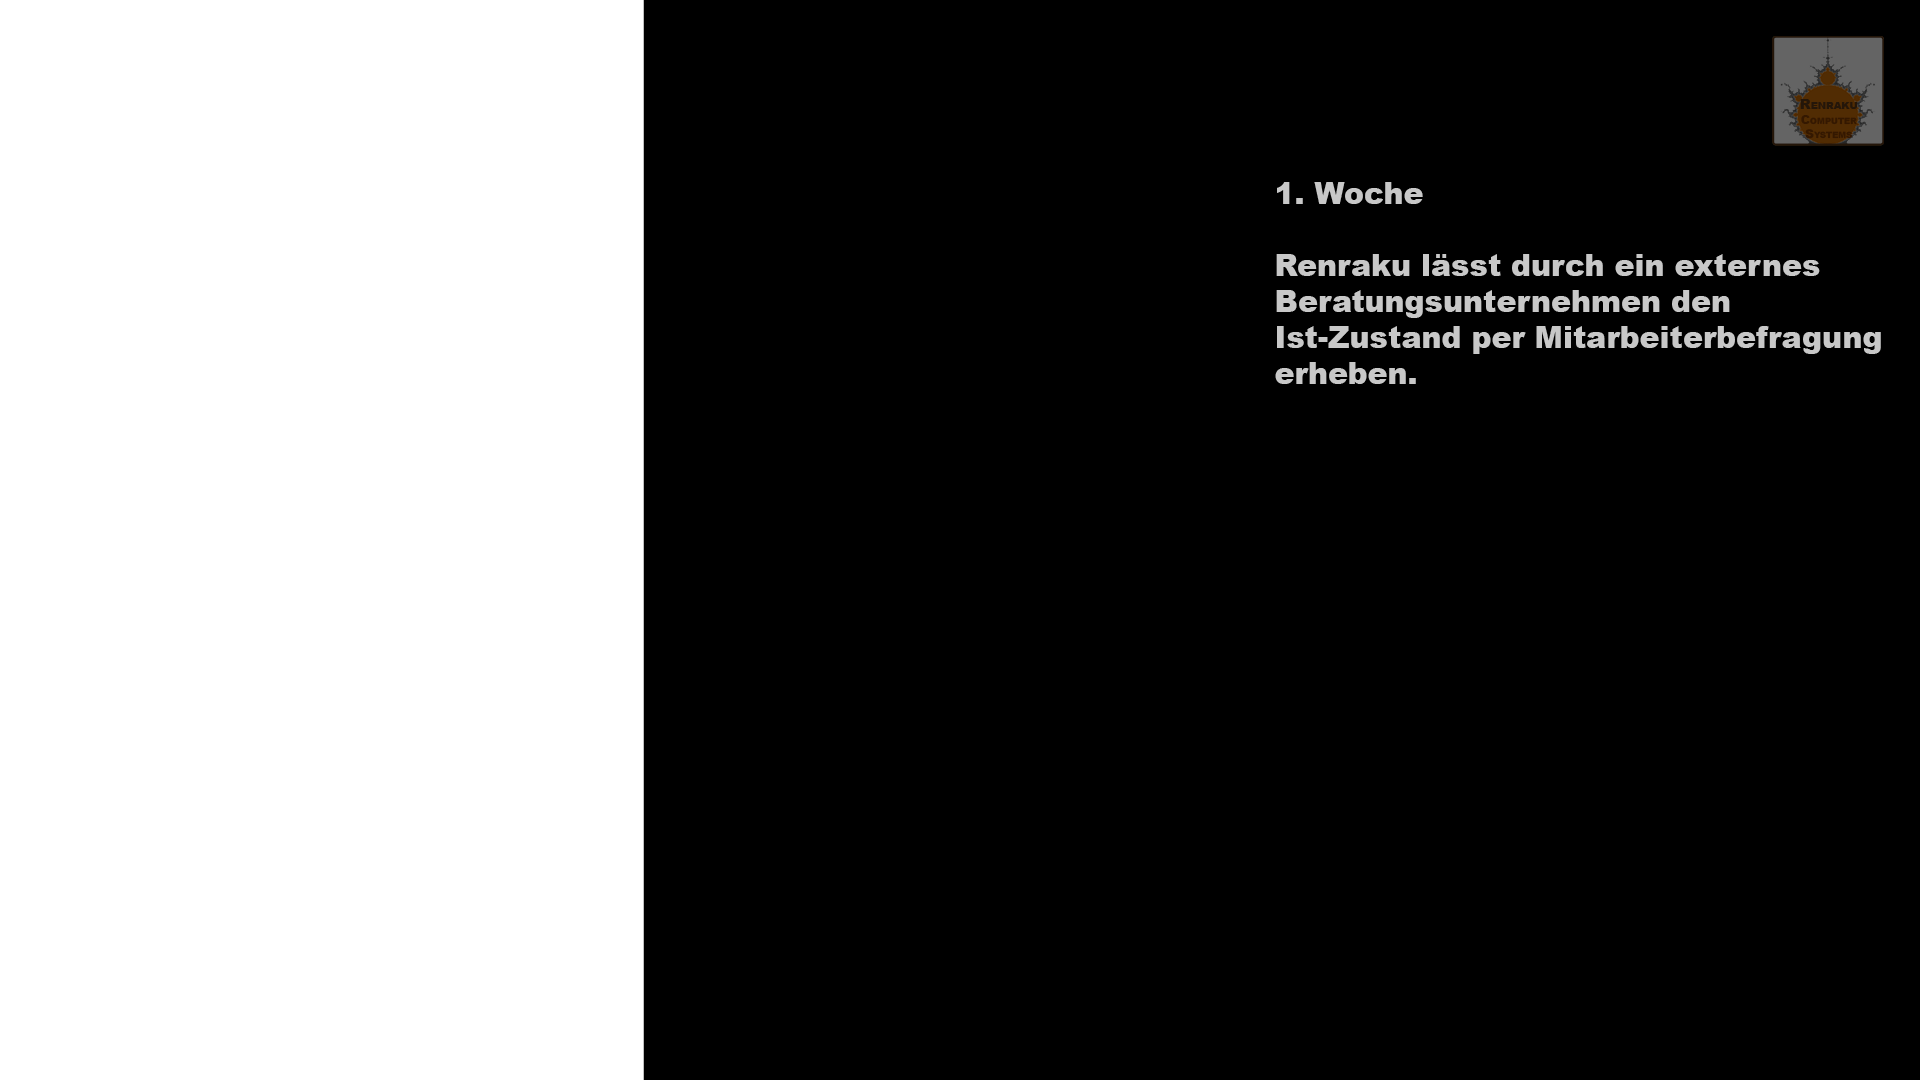 Renraku
Computer
Systems
1. Woche
Renraku lässt durch ein externes
Beratungsunternehmen den
Ist-Zustand per Mitarbeiterbefragung
erheben.